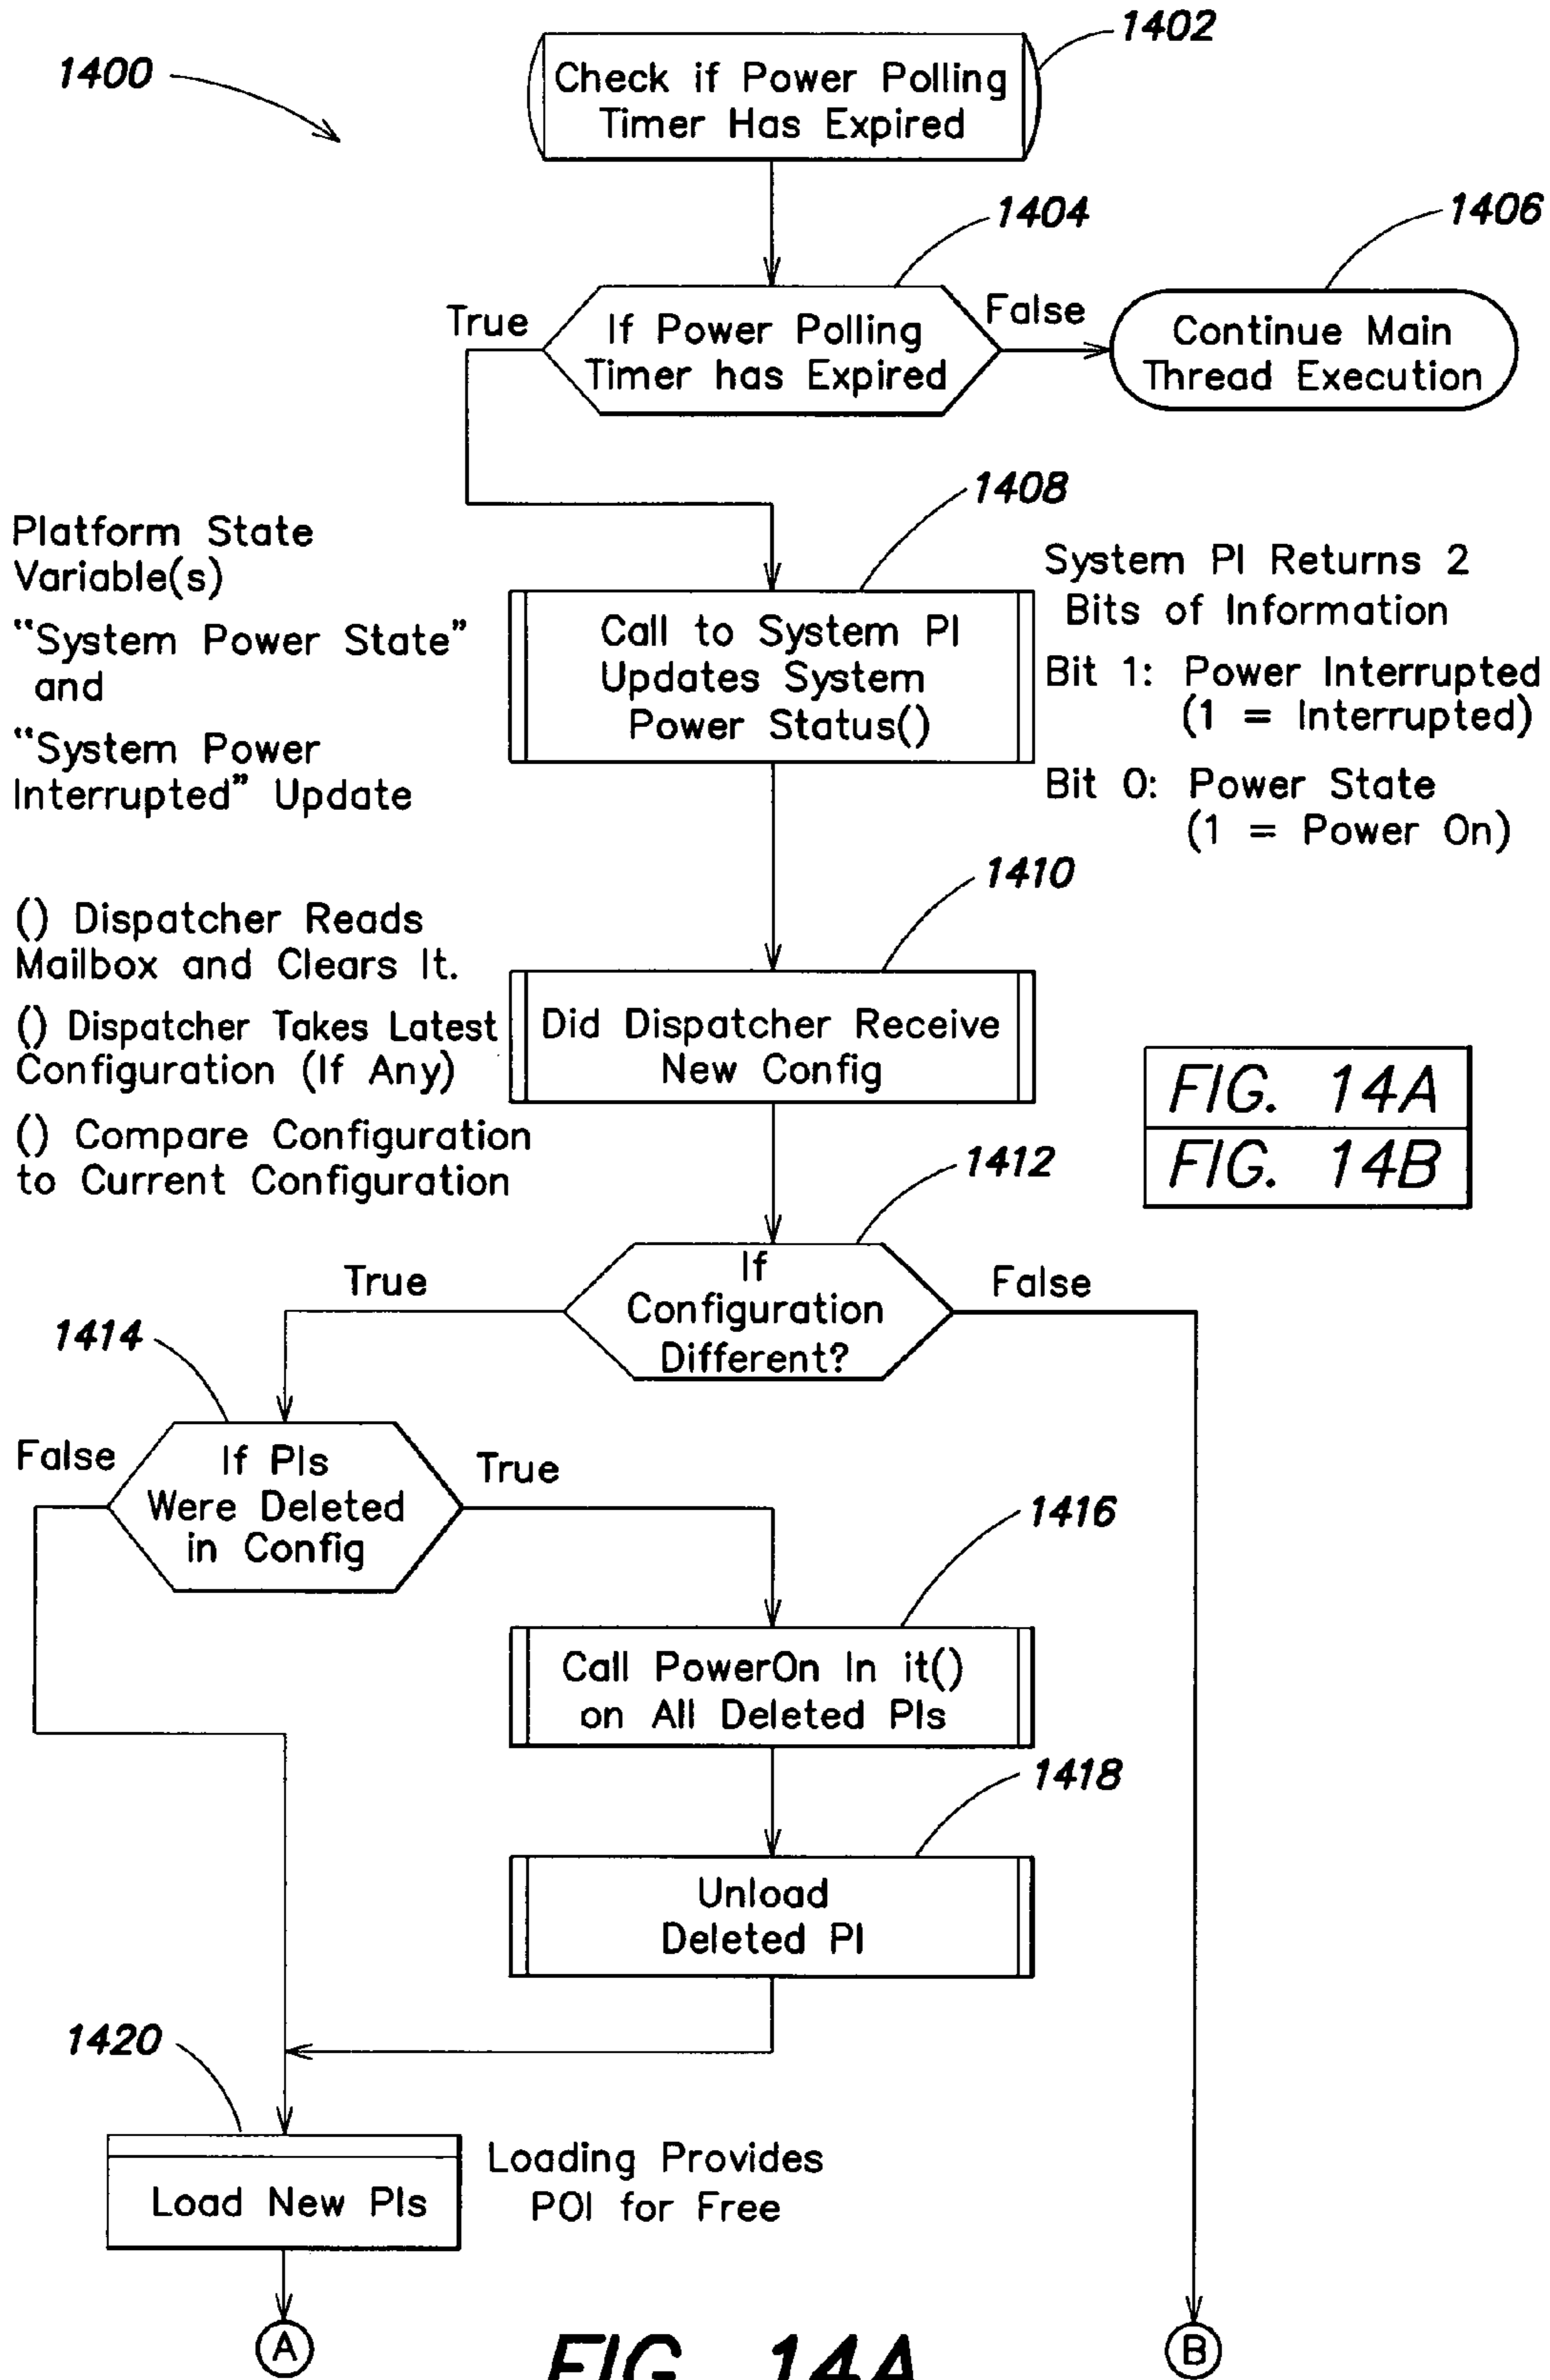 1400
1402
Check if Power Polling
Timer Has Expired
1404
1406
True
If Power Polling
Timer has Expired
False
Continue Main
Thread Execution
1408
Platform State
Variable(s)
“System Power State”
and
“System Power
Interrupted” Update
Call to System PI
Updates System
Power Status()
System PI Returns 2
Bits of Information
Bit 1: Power Interrupted
(1 = Interrupted)
Bit 0: Power State
(1 = Power On)
1410
() Dispatcher Reads
Mailbox and Clears It.
() Dispatcher Takes Latest
Configuration (If Any)
() Compare Configuration
to Current Configuration
Did Dispatcher Receive
New Config
FIG. 14A
FIG. 14B
1412
True
If
Configuration
Different?
False
1414
False
If PIs
Were Deleted
in Config
True
1416
Call PowerOn In it()
on All Deleted PIs
1418
Unload
Deleted PI
1420
Load New PIs
Loading Provides
POI for Free
A
B
FIG. 14A